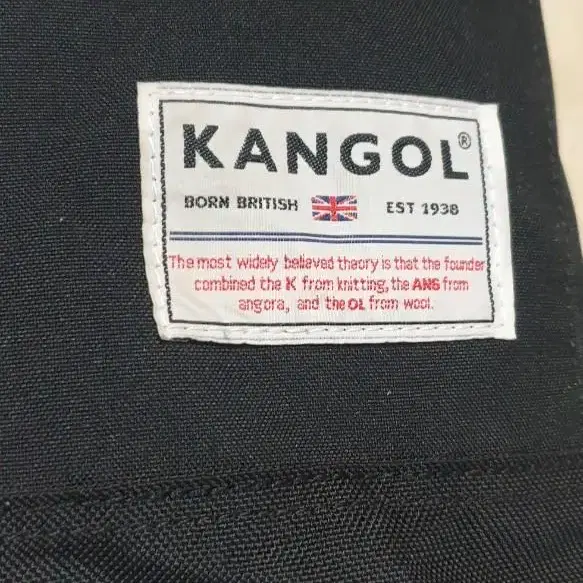 KANGOL®
BORN BRITISH EST 1938
The most widely believed theory is that the founder
combined the K from knitting, the ANG from
angora, and the OL from wool.